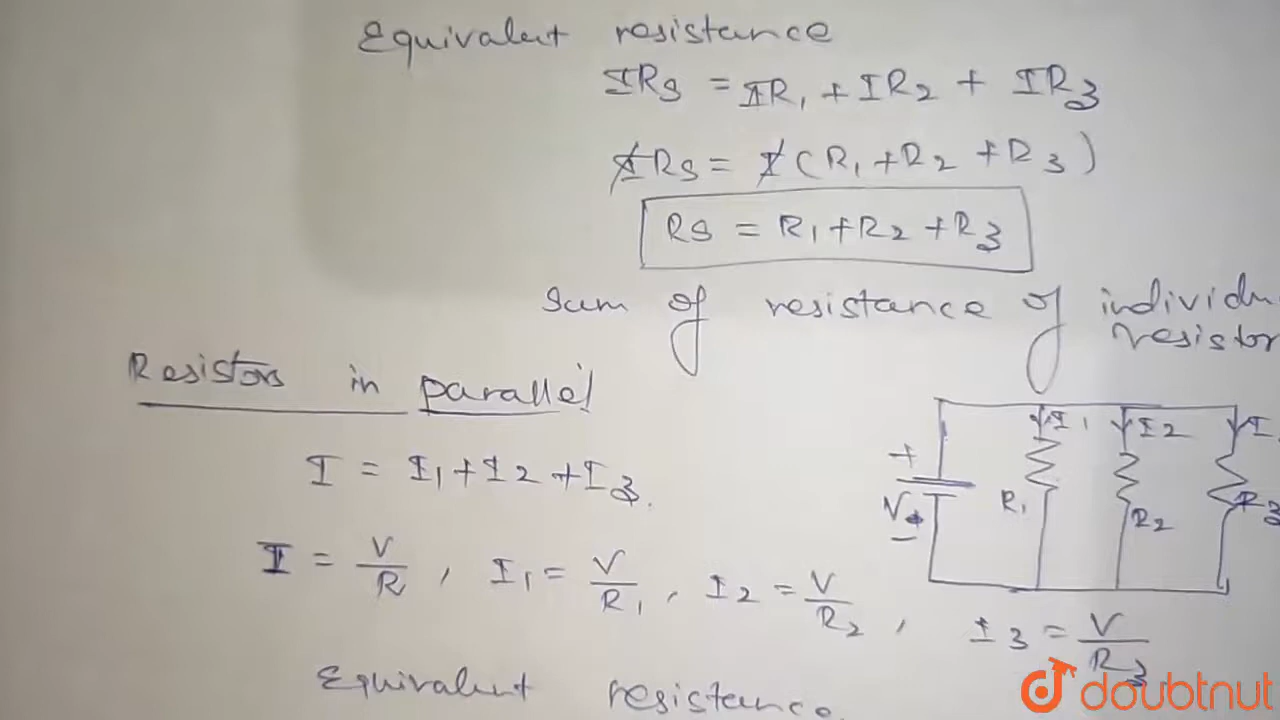 Equivalent resistance
IRs = IR1 + IR2 + IR3
IRs = I(R1 + R2 + R3)
Rs = R1 + R2 + R3
Sum of resistance of individu
resistor
Resistors in parallel
I = I1 + I2 + I3.
+
V
−
I1
I2
I
R1
R2
R3
I = V/R, I1 = V/R1, I2 = V/R2, I3 = V/R3
Equivalent resistance.
doubtnut